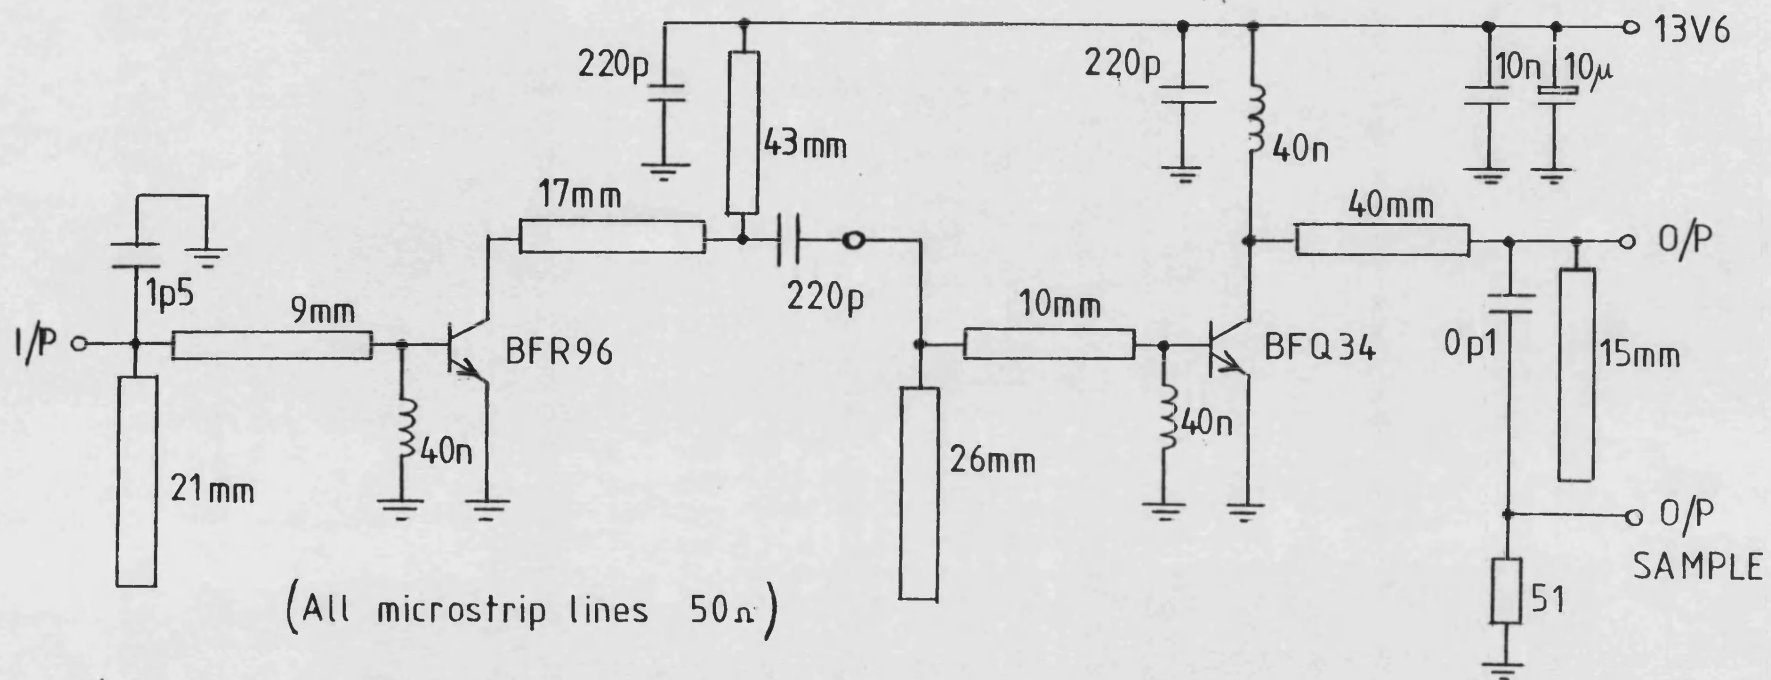 13V6
220p
220p
10n
10μ
43mm
40n
17mm
40mm
O/P
1p5
220p
9mm
10mm
I/P
BFR96
BFQ34
0p1
15mm
40n
40n
26mm
21mm
O/P
SAMPLE
51
(All microstrip lines 50Ω)